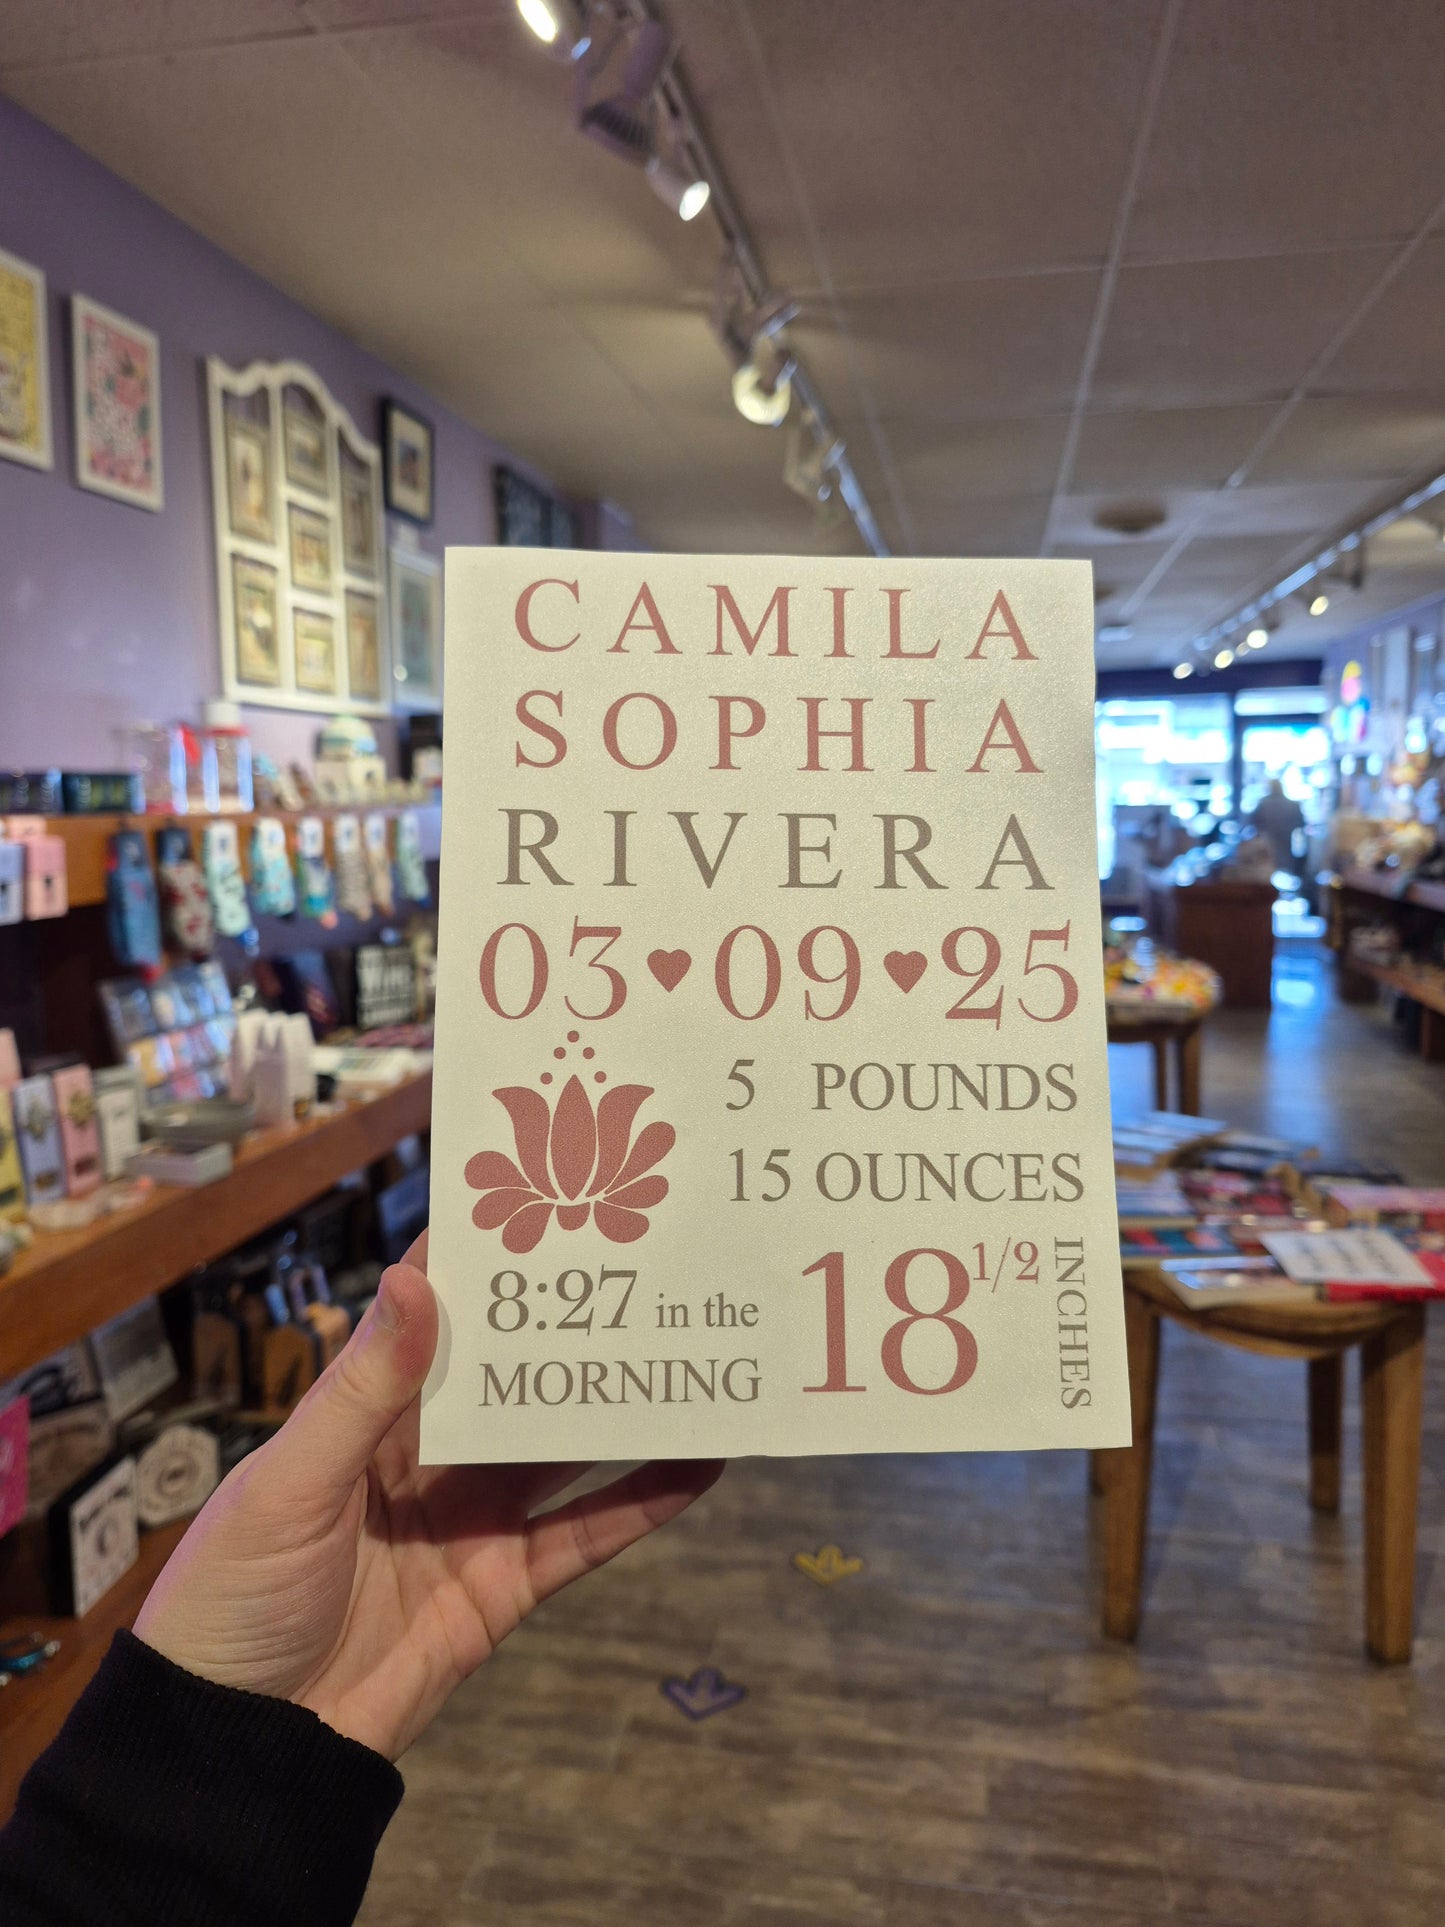 CAMILA
SOPHIA
RIVERA
03♥09♥25
5 POUNDS
15 OUNCES
8:27 in the
MORNING
18 1/2
INCHES